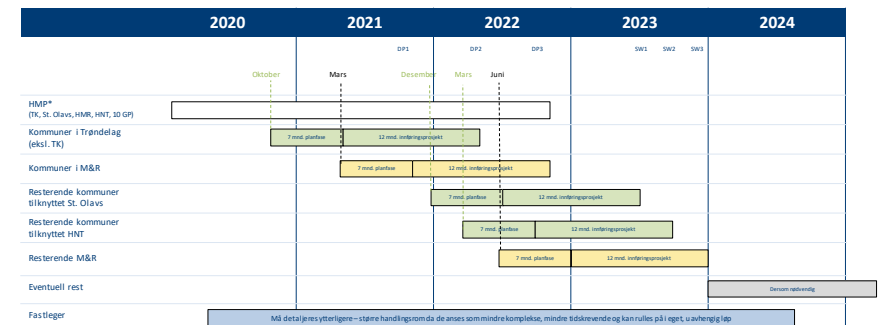 2020 2021 2022 2023 2024
DP1 DP2 DP3 SW1 SW2 SW3
Oktober Mars Desember Mars Juni
HMP*
(TK, St. Olavs, HMR, HNT, 10 GP)
Kommuner i Trøndelag
(eksl. TK)
7 mnd. planfase 12 mnd. innføringsprosjekt
Kommuner i M&R
7 mnd. planfase 12 mnd. innføringsprosjekt
Resterende kommuner
tilknyttet St. Olavs
7 mnd. planfase 12 mnd. innføringsprosjekt
Resterende kommuner
tilknyttet HNT
7 mnd. planfase 12 mnd. innføringsprosjekt
Resterende M&R
7 mnd. planfase 12 mnd. innføringsprosjekt
Eventuell rest
Dersom nødvendig
Fastleger
Må detaljeres ytterligere – større handlingsrom da de anses som mindre komplekse, mindre tidskrevende og kan rulles på i eget, uavhengig løp